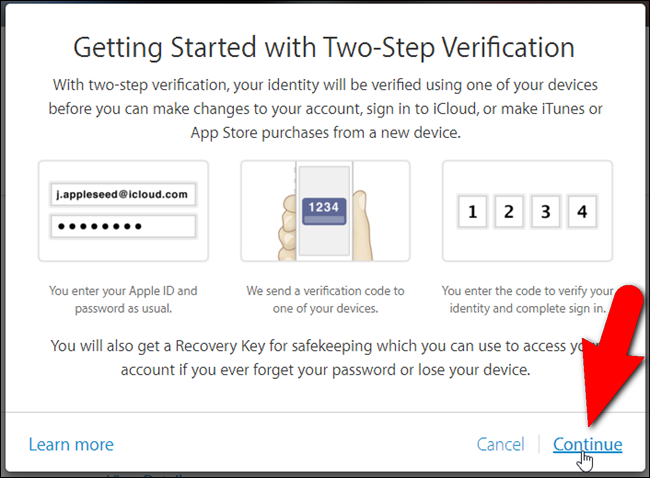 Getting Started with Two-Step Verification
With two-step verification, your identity will be verified using one of your devices
before you can make changes to your account, sign in to iCloud, or make iTunes or
App Store purchases from a new device.
j.appleseed@icloud.com
1234
1 2 3 4
You enter your Apple ID and
password as usual.
We send a verification code to
one of your devices.
You enter the code to verify your
identity and complete sign in.
You will also get a Recovery Key for safekeeping which you can use to access your
account if you ever forget your password or lose your device.
Learn more
Cancel
Continue